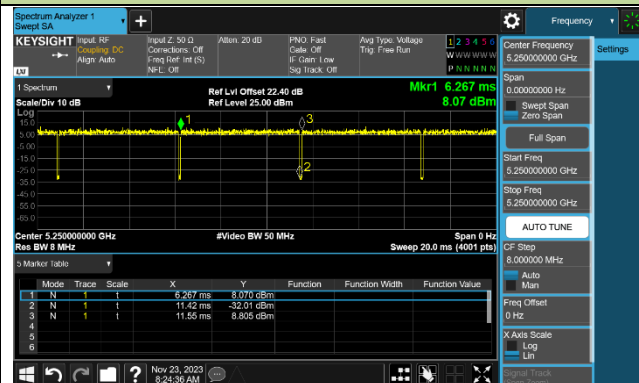 Spectrum Analyzer 1
Swept SA
+
Frequency
KEYSIGHT
Input: RF
Coupling: DC
Align: Auto
Input Z: 50 Ω
Corrections: Off
Freq Ref: Int (S)
NFE: Off
Atten: 20 dB
PNO: Fast
Gate: Off
IF Gain: Low
Sig Track: Off
Avg Type: Voltage
Trig: Free Run
1 2 3 4 5 6
W W W W W W
P N N N N N
LXI
1 Spectrum
Scale/Div 10 dB
Ref Lvl Offset 22.40 dB
Ref Level 25.00 dBm
Mkr1 6.267 ms
8.07 dBm
Log
15.0
5.00
-5.00
-15.0
-25.0
-35.0
-45.0
-55.0
-65.0
1
3
2
Center 5.250000000 GHz
Res BW 8 MHz
#Video BW 50 MHz
Span 0 Hz
Sweep 20.0 ms (4001 pts)
5 Marker Table
Mode Trace Scale X Y Function Function Width Function Value
1 N 1 t 6.267 ms 8.070 dBm
2 N 1 t 11.42 ms -32.01 dBm
3 N 1 t 11.55 ms 8.805 dBm
4
5
6
Nov 23, 2023
8:24:36 AM
Center Frequency
5.250000000 GHz
Settings
Span
0.00000000 Hz
Swept Span
Zero Span
Full Span
Start Freq
5.250000000 GHz
Stop Freq
5.250000000 GHz
AUTO TUNE
CF Step
8.000000 MHz
Auto
Man
Freq Offset
0 Hz
X Axis Scale
Log
Lin
Signal Track